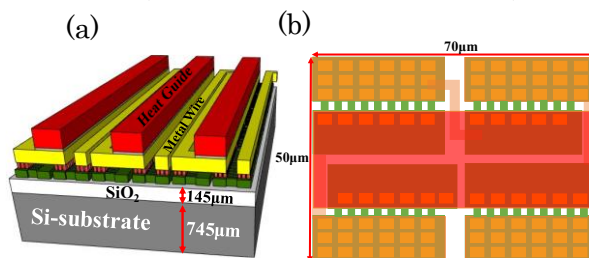 (a)
Heat Guide
Metal Wire
SiO₂
145μm
Si-substrate
745μm
(b)
70μm
50μm